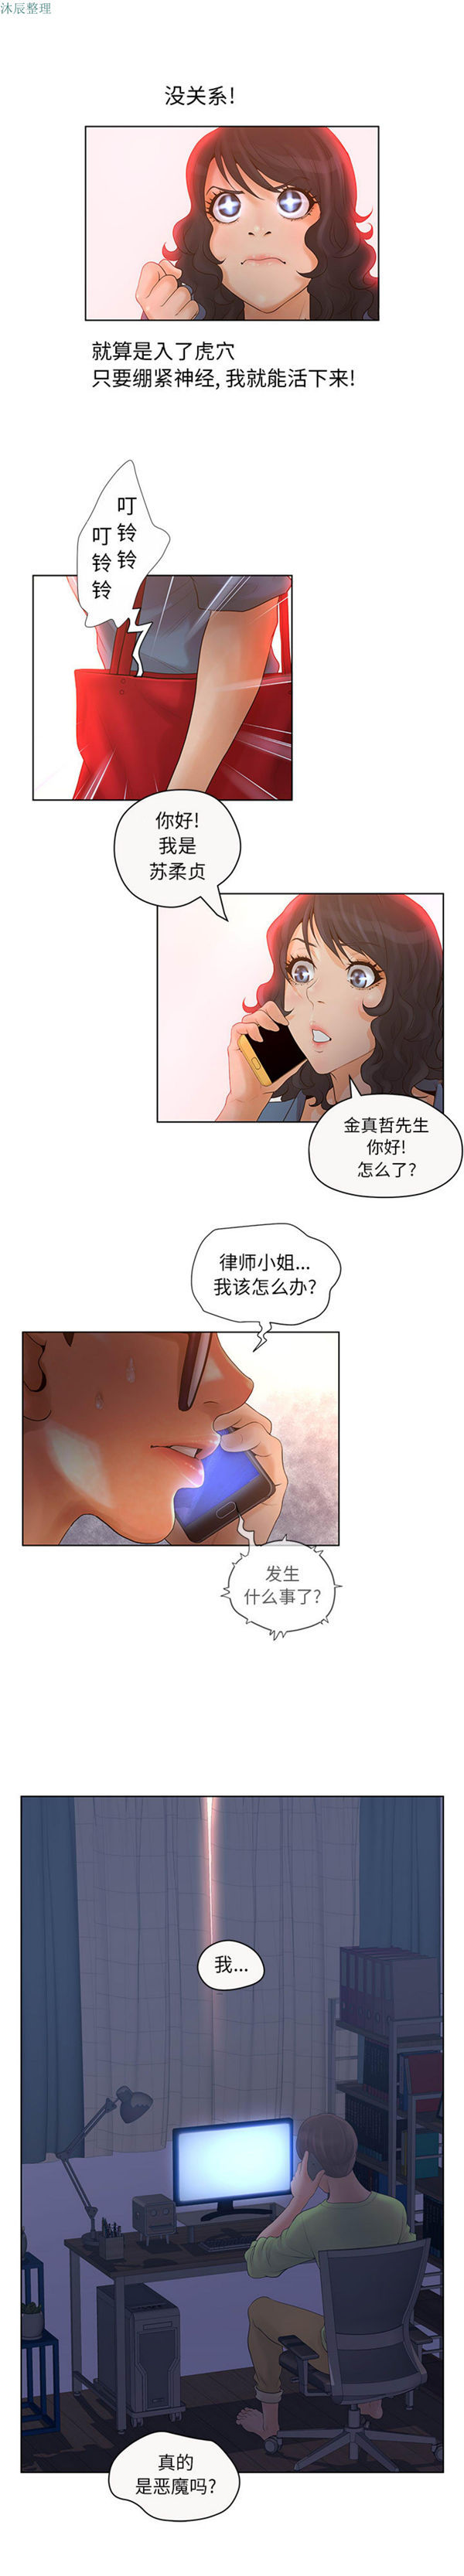 沐辰整理
没关系!
就算是入了虎穴
只要绷紧神经, 我就能活下来!
叮铃铃
叮铃铃
你好!
我是
苏柔贞
金真哲先生
你好!
怎么了?
律师小姐...
我该怎么办?
发生
什么事了?
我...
真的
是恶魔吗?